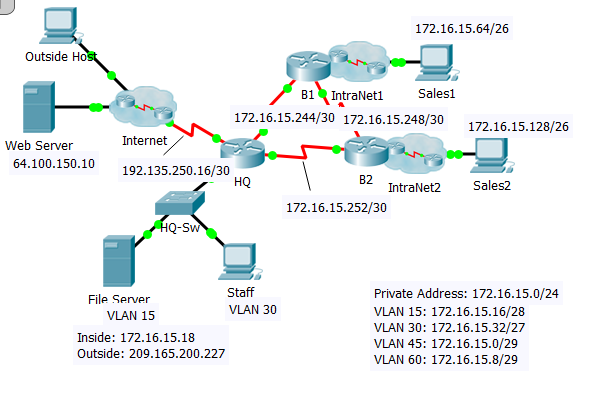 172.16.15.64/26
Outside Host
B1
IntraNet1
Sales1
172.16.15.244/30
172.16.15.248/30
172.16.15.128/26
Internet
Web Server
64.100.150.10
192.135.250.16/30
HQ
B2
IntraNet2
Sales2
172.16.15.252/30
HQ-Sw
File Server
VLAN 15
Staff
VLAN 30
Inside: 172.16.15.18
Outside: 209.165.200.227
Private Address: 172.16.15.0/24
VLAN 15: 172.16.15.16/28
VLAN 30: 172.16.15.32/27
VLAN 45: 172.16.15.0/29
VLAN 60: 172.16.15.8/29